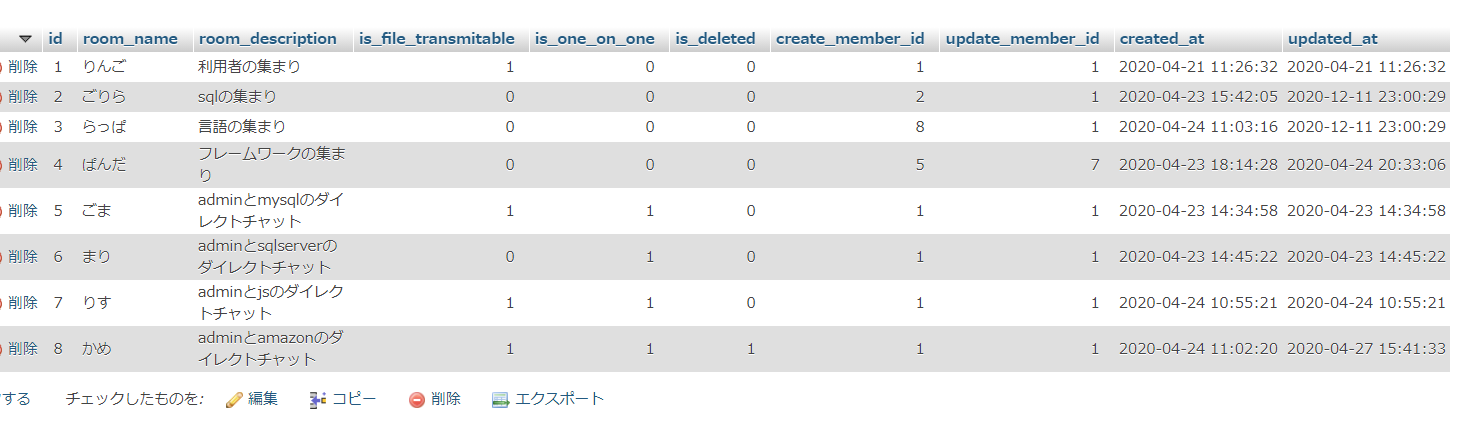 id room_name room_description is_file_transmitable is_one_on_one is_deleted create_member_id update_member_id created_at updated_at
削除 1 りんご 利用者の集まり 1 0 0 1 1 2020-04-21 11:26:32 2020-04-21 11:26:32
削除 2 ごりら sqlの集まり 0 0 0 2 1 2020-04-23 15:42:05 2020-12-11 23:00:29
削除 3 らっぱ 言語の集まり 0 0 0 8 1 2020-04-24 11:03:16 2020-12-11 23:00:29
削除 4 ぱんだ フレームワークの集ま
り 0 0 0 5 7 2020-04-23 18:14:28 2020-04-24 20:33:06
削除 5 ごま adminとmysqlのダイ
レクトチャット 1 1 0 1 1 2020-04-23 14:34:58 2020-04-23 14:34:58
削除 6 まり adminとsqlserverの
ダイレクトチャット 0 1 0 1 1 2020-04-23 14:45:22 2020-04-23 14:45:22
削除 7 りす adminとjsのダイレク
トチャット 1 1 0 1 1 2020-04-24 10:55:21 2020-04-24 10:55:21
削除 8 かめ adminとamazonのダ
イレクトチャット 1 1 1 1 1 2020-04-24 11:02:20 2020-04-27 15:41:33
する チェックしたものを: 編集 コピー 削除 エクスポート